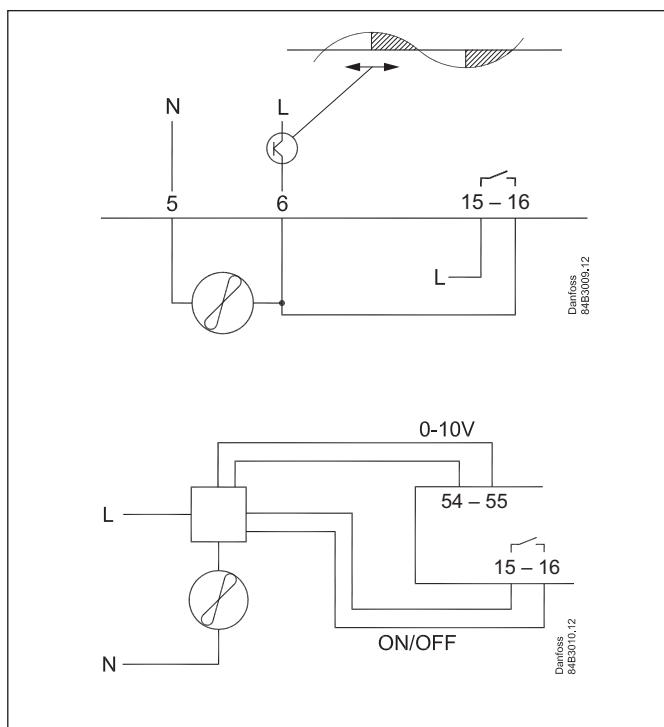 N
L
5
6
15 – 16
L
Danfoss
84B3009.12
0-10V
54 – 55
L
15 – 16
ON/OFF
N
Danfoss
84B3010.12